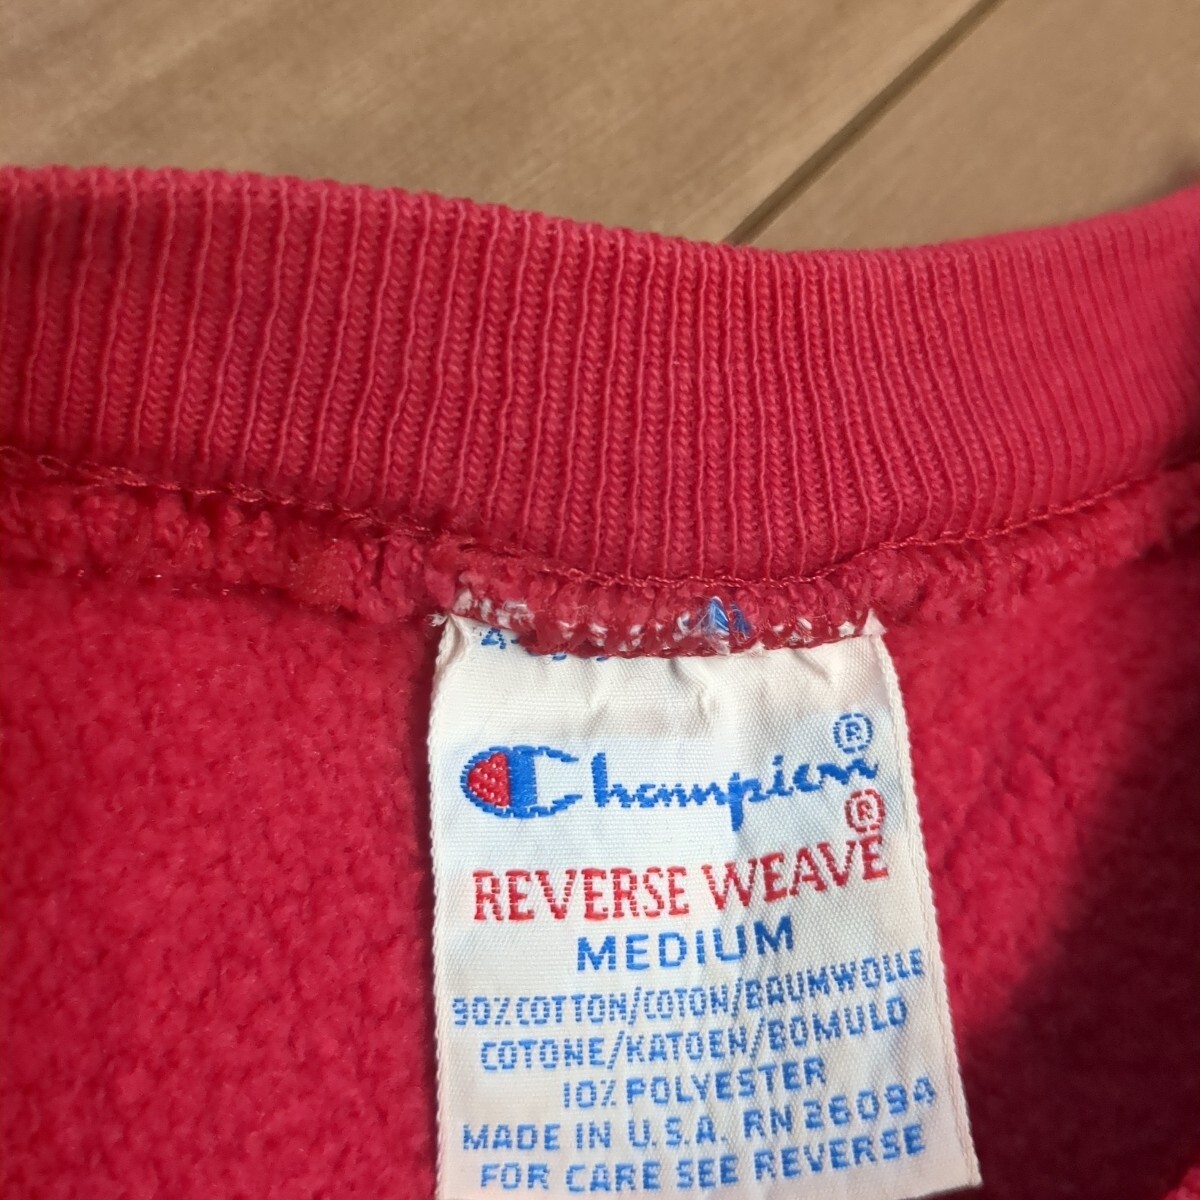 Champion®
REVERSE WEAVE®
MEDIUM
90% COTTON/COTON/BAUMWOLLE
COTONE/KATOEN/BOMULD
10% POLYESTER
MADE IN U.S.A. RN 26094
FOR CARE SEE REVERSE